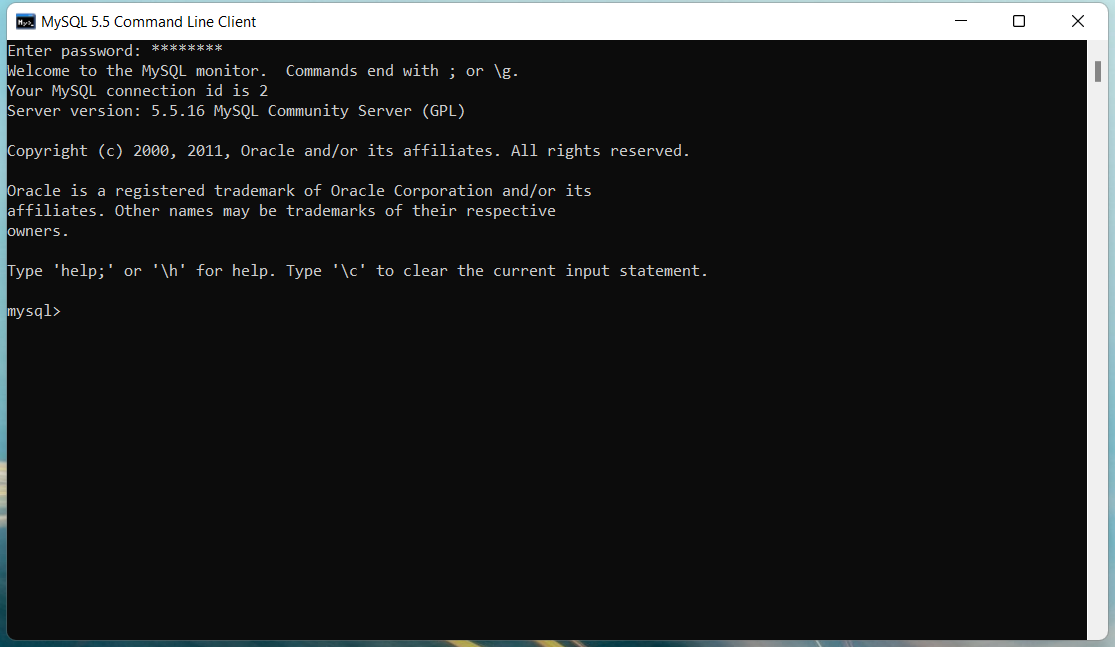 MySQL 5.5 Command Line Client
Enter password: ********
Welcome to the MySQL monitor.  Commands end with ; or \g.
Your MySQL connection id is 2
Server version: 5.5.16 MySQL Community Server (GPL)
Copyright (c) 2000, 2011, Oracle and/or its affiliates. All rights reserved.
Oracle is a registered trademark of Oracle Corporation and/or its
affiliates. Other names may be trademarks of their respective
owners.
Type 'help;' or '\h' for help. Type '\c' to clear the current input statement.
mysql>